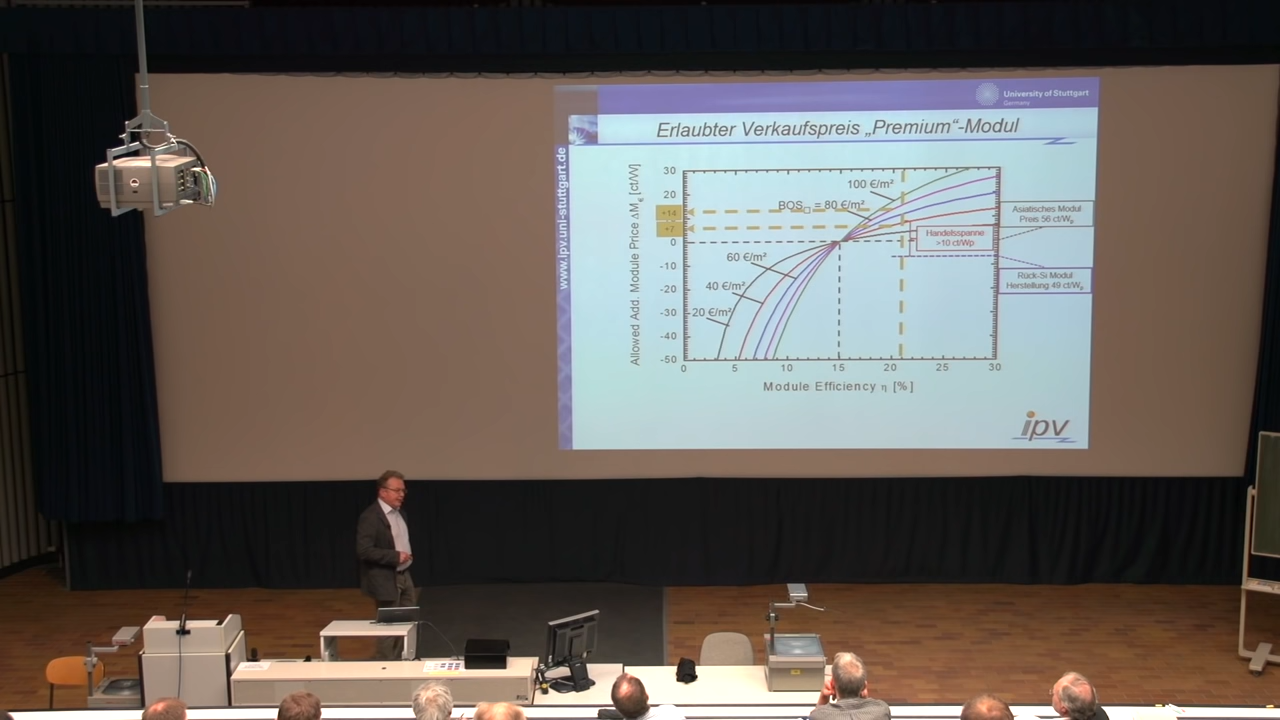 University of Stuttgart
Germany
Erlaubter Verkaufspreis „Premium“-Modul
www.ipv.uni-stuttgart.de
Allowed Add. Module Price ΔM€ [ct/W]
30
20
+14
+7
0
-10
-20
-30
-40
-50
100 €/m²
BOS□ = 80 €/m²
60 €/m²
40 €/m²
20 €/m²
Asiatisches Modul
Preis 56 ct/Wp
Handelsspanne
>10 ct/Wp
Rück-Si Modul
Herstellung 49 ct/Wp
0 5 10 15 20 25 30
Module Efficiency η [%]
ipv